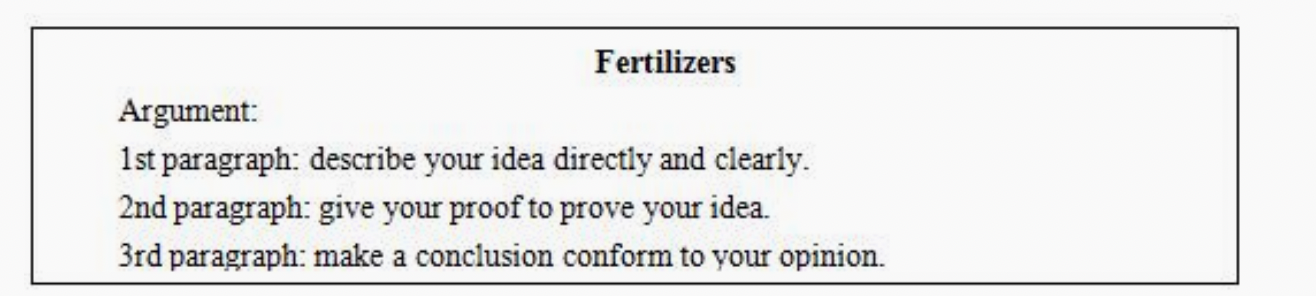 Fertilizers
Argument:
1st paragraph: describe your idea directly and clearly.
2nd paragraph: give your proof to prove your idea.
3rd paragraph: make a conclusion conform to your opinion.